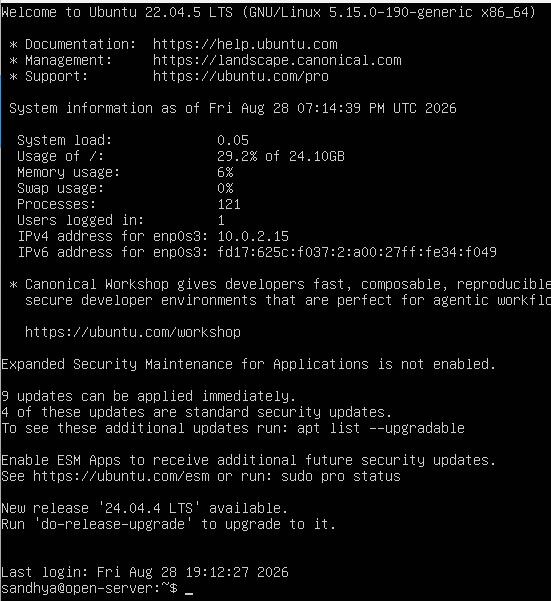 Welcome to Ubuntu 22.04.5 LTS (GNU/Linux 5.15.0-190-generic x86_64)
* Documentation:  https://help.ubuntu.com
* Management:     https://landscape.canonical.com
* Support:        https://ubuntu.com/pro
System information as of Fri Aug 28 07:14:39 PM UTC 2026
System load:            0.05
Usage of /:             29.2% of 24.10GB
Memory usage:           6%
Swap usage:             0%
Processes:              121
Users logged in:        1
IPv4 address for enp0s3: 10.0.2.15
IPv6 address for enp0s3: fd17:625c:f037:2:a00:27ff:fe34:f049
* Canonical Workshop gives developers fast, composable, reproducible
secure developer environments that are perfect for agentic workflo
https://ubuntu.com/workshop
Expanded Security Maintenance for Applications is not enabled.
9 updates can be applied immediately.
4 of these updates are standard security updates.
To see these additional updates run: apt list --upgradable
Enable ESM Apps to receive additional future security updates.
See https://ubuntu.com/esm or run: sudo pro status
New release '24.04.4 LTS' available.
Run 'do-release-upgrade' to upgrade to it.
Last login: Fri Aug 28 19:12:27 2026
sandhya@open-server:~$ _